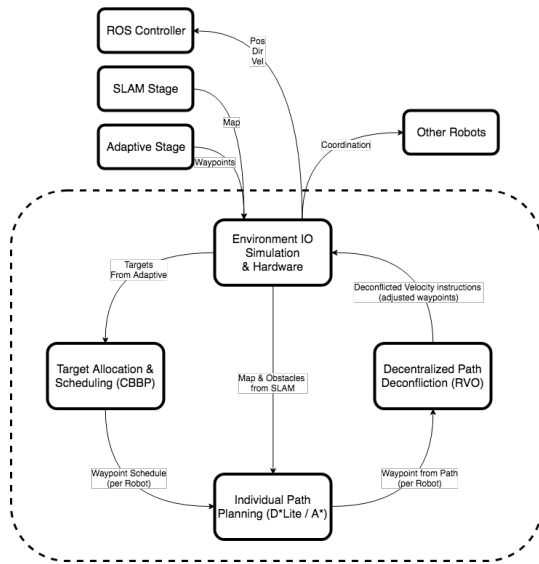 ROS Controller
Pos
Dir
Vel
SLAM Stage
Map
Adaptive Stage
Waypoints
Other Robots
Coordination
Environment IO
Simulation
& Hardware
Targets
From Adaptive
Deconflicted Velocity instructions
(adjusted waypoints)
Target Allocation &
Scheduling (CBBP)
Map & Obstacles
from SLAM
Decentralized Path
Deconfliction (RVO)
Waypoint Schedule
(per Robot)
Waypoint from Path
(per Robot)
Individual Path
Planning (D*Lite / A*)